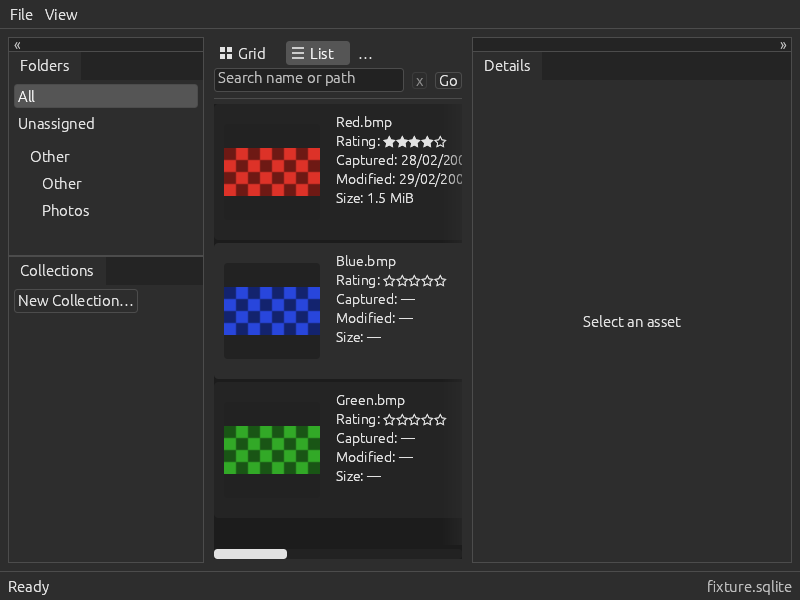 File View
«
Folders
All
Unassigned
Other
Other
Photos
Collections
New Collection...
Grid List ...
Search name or path x Go
Red.bmp
Rating: ★★★★☆
Captured: 28/02/200
Modified: 29/02/200
Size: 1.5 MiB
Blue.bmp
Rating: ☆☆☆☆☆
Captured: —
Modified: —
Size: —
Green.bmp
Rating: ☆☆☆☆☆
Captured: —
Modified: —
Size: —
»
Details
Select an asset
Ready fixture.sqlite